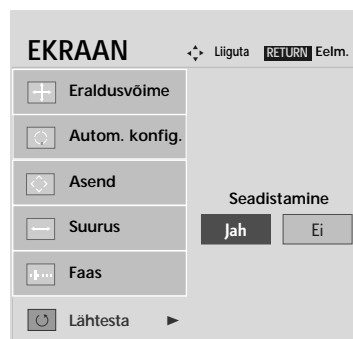 EKRAAN
Liiguta RETURN Eelm.
Eraldusvõime
Autom. konfig.
Asend
Suurus
Faas
Lähtesta
Seadistamine
Jah Ei